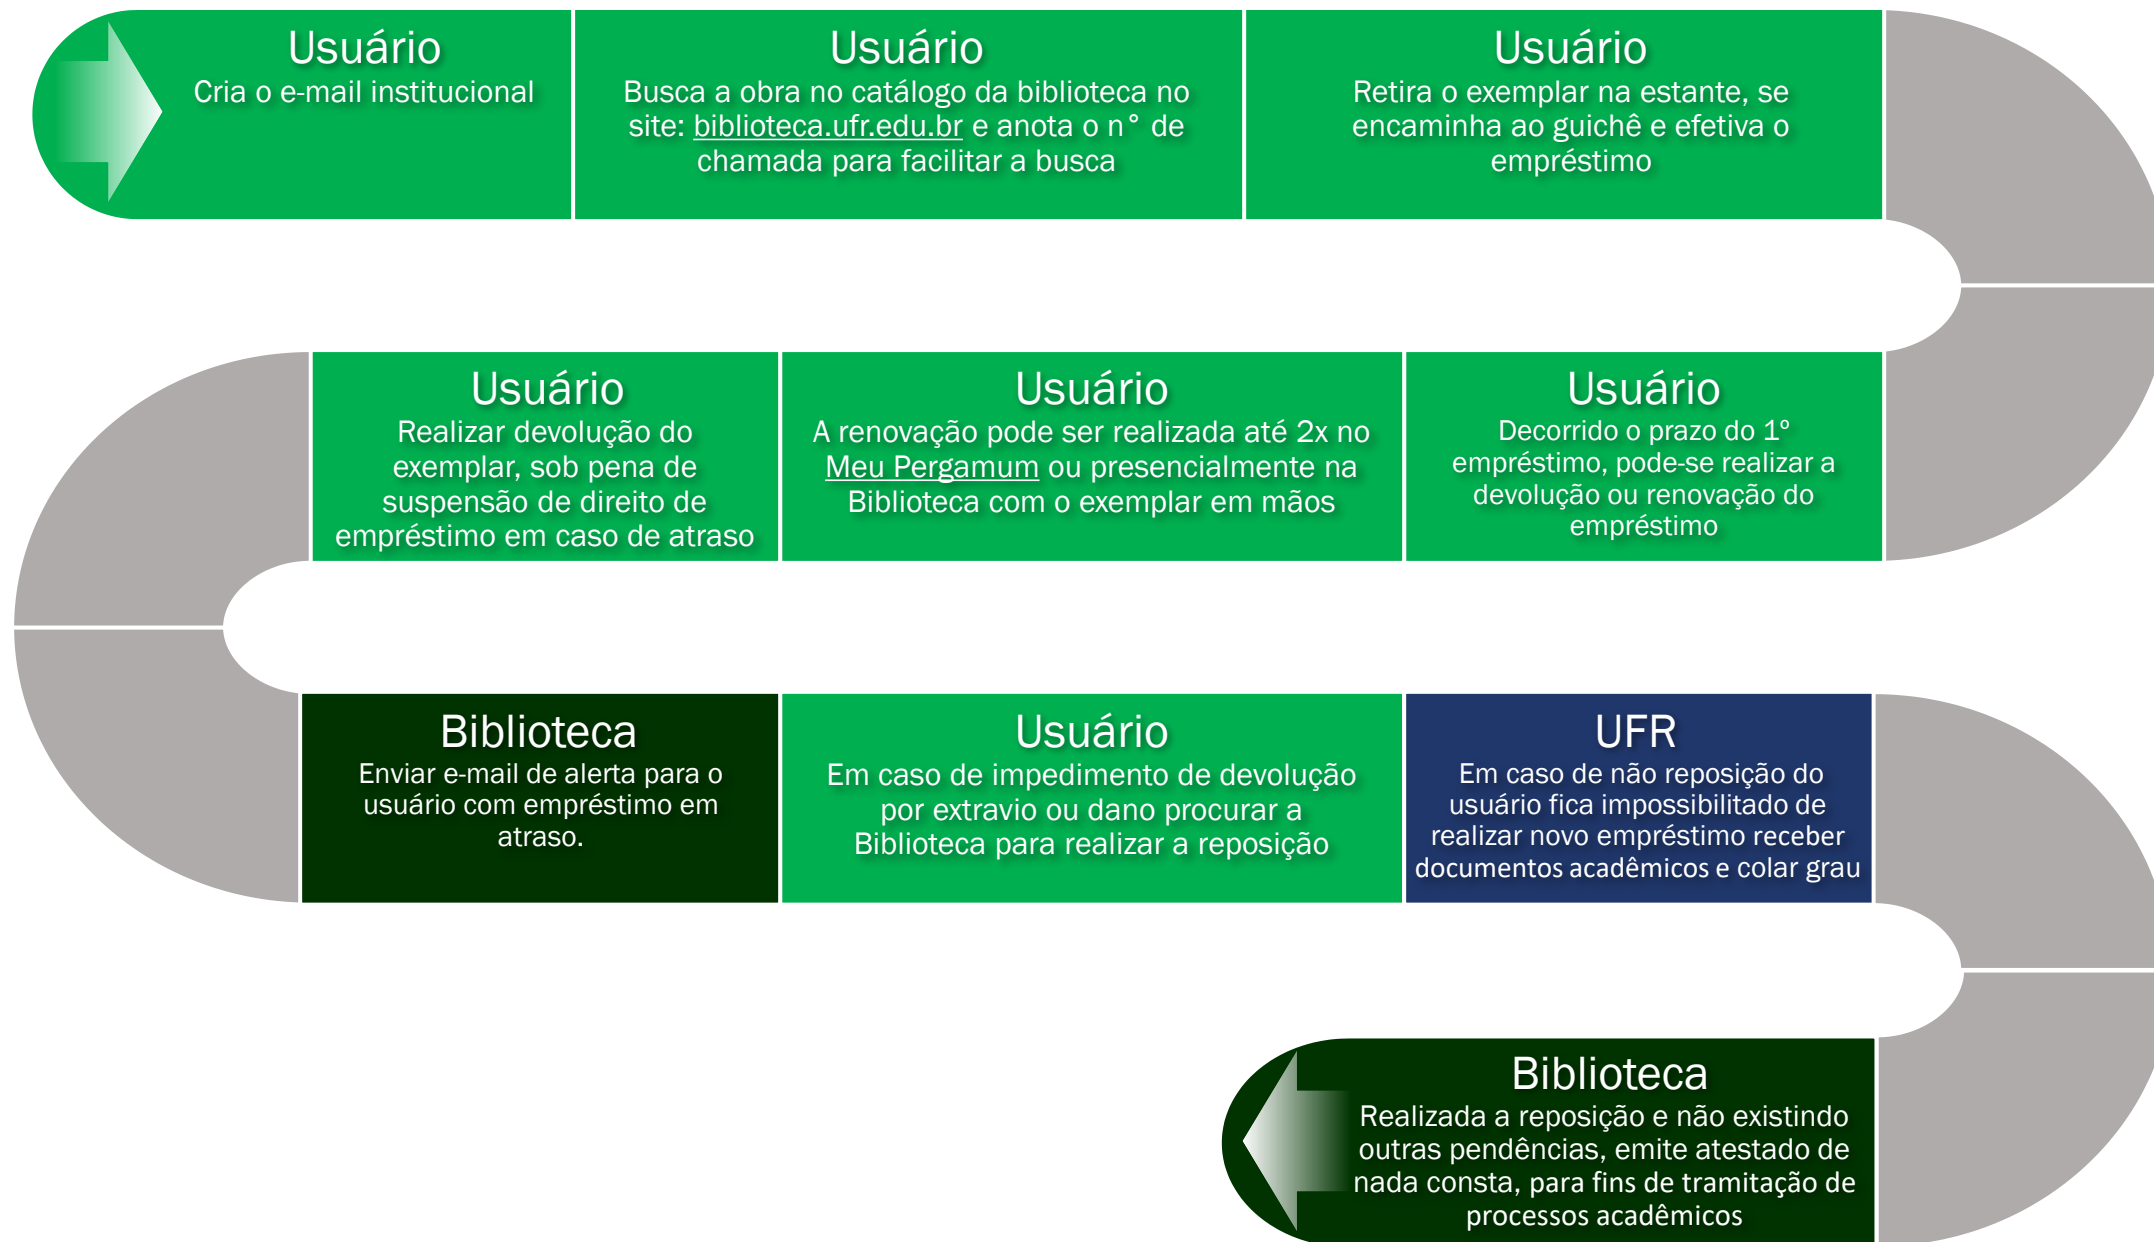 Usuário
Cria o e-mail institucional
Usuário
Busca a obra no catálogo da biblioteca no
site: biblioteca.ufr.edu.br e anota o n° de
chamada para facilitar a busca
Usuário
Retira o exemplar na estante, se
encaminha ao guichê e efetiva o
empréstimo
Usuário
Decorrido o prazo do 1º
empréstimo, pode-se realizar a
devolução ou renovação do
empréstimo
Usuário
A renovação pode ser realizada até 2x no
Meu Pergamum ou presencialmente na
Biblioteca com o exemplar em mãos
Usuário
Realizar devolução do
exemplar, sob pena de
suspensão de direito de
empréstimo em caso de atraso
Biblioteca
Enviar e-mail de alerta para o
usuário com empréstimo em
atraso.
Usuário
Em caso de impedimento de devolução
por extravio ou dano procurar a
Biblioteca para realizar a reposição
UFR
Em caso de não reposição do
usuário fica impossibilitado de
realizar novo empréstimo receber
documentos acadêmicos e colar grau
Biblioteca
Realizada a reposição e não existindo
outras pendências, emite atestado de
nada consta, para fins de tramitação de
processos acadêmicos